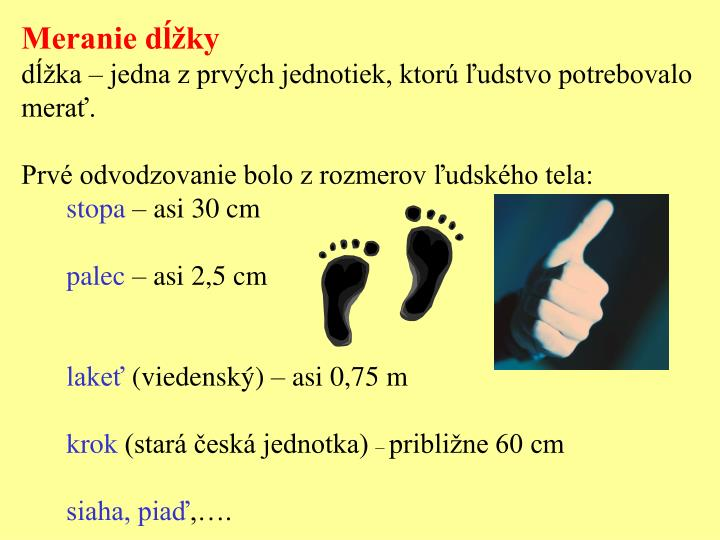 Meranie dĺžky
dĺžka – jedna z prvých jednotiek, ktorú ľudstvo potrebovalo
merať.
Prvé odvodzovanie bolo z rozmerov ľudského tela:
stopa – asi 30 cm
palec – asi 2,5 cm
lakeť (viedenský) – asi 0,75 m
krok (stará česká jednotka) – približne 60 cm
siaha, piaď,….